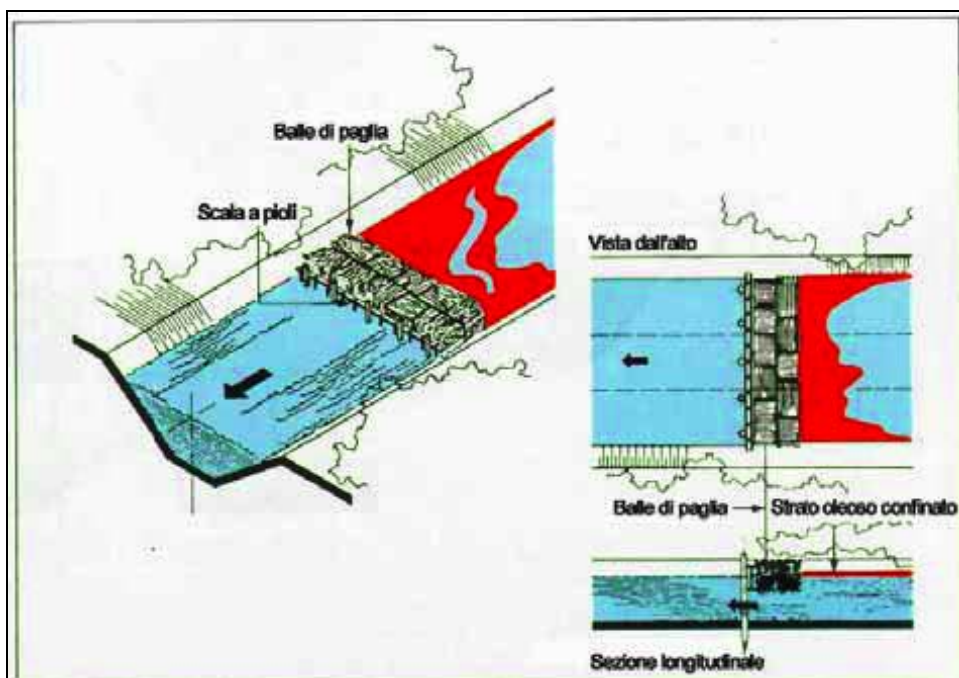 Balle di paglia
Scala a pioli
Vista dall'alto
Balle di paglia
Strato oleoso confinato
Sezione longitudinale